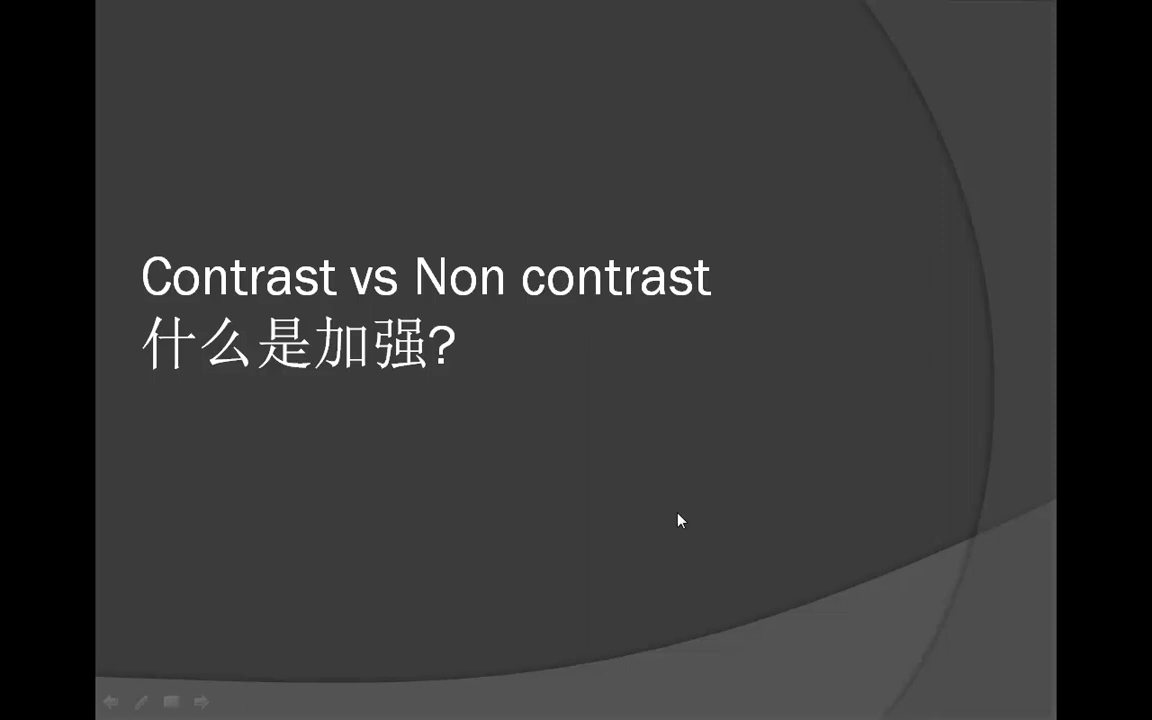 Contrast vs Non contrast
什么是加强?